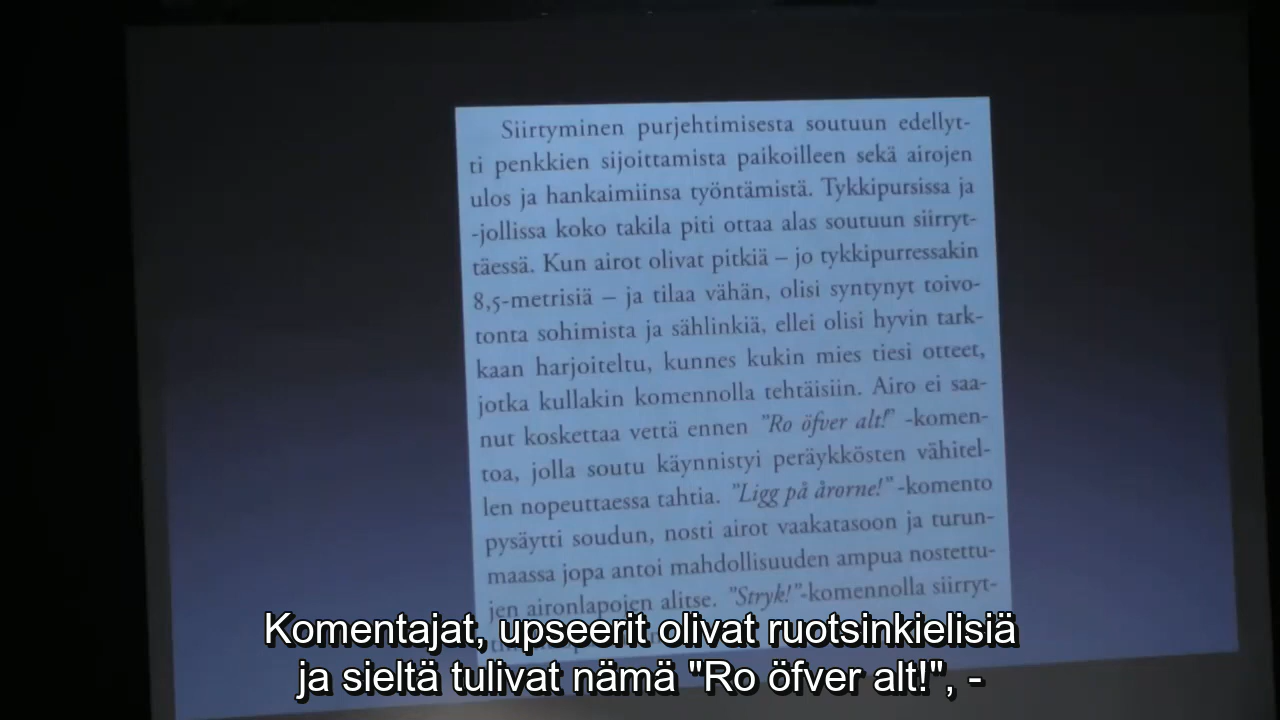 Siirtyminen purjehtimisesta soutuun edellyt-
ti penkkien sijoittamista paikoilleen sekä airojen
ulos ja hankaimiinsa työntämistä. Tykkipursissa ja
-jollissa koko takila piti ottaa alas soutuun siirryt-
täessä. Kun airot olivat pitkiä – jo tykkipurressakin
8,5-metrisiä – ja tilaa vähän, olisi syntynyt toivo-
tonta sohimista ja sählinkiä, ellei olisi hyvin tark-
kaan harjoiteltu, kunnes kukin mies tiesi otteet,
jotka kullakin komennolla tehtäisiin. Airo ei saa-
nut koskettaa vettä ennen "Ro öfver alt!" -komen-
toa, jolla soutu käynnistyi peräykkösten vähitel-
len nopeuttaessa tahtia. "Ligg på årorne!" -komento
pysäytti soudun, nosti airot vaakatasoon ja turun-
maassa jopa antoi mahdollisuuden ampua nostettu-
jen aironlapojen alitse. "Stryk!"-komennolla siirryt-
Komentajat, upseerit olivat ruotsinkielisiä
ja sieltä tulivat nämä "Ro öfver alt!", -